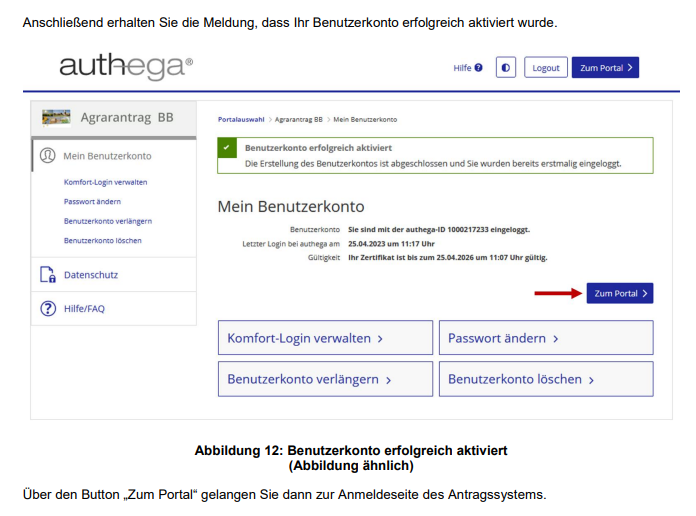 Anschließend erhalten Sie die Meldung, dass Ihr Benutzerkonto erfolgreich aktiviert wurde.
authega®
Hilfe ?
Logout
Zum Portal >
Agrarantrag BB
Mein Benutzerkonto
Komfort-Login verwalten
Passwort ändern
Benutzerkonto verlängern
Benutzerkonto löschen
Datenschutz
Hilfe/FAQ
Portalauswahl > Agrarantrag BB > Mein Benutzerkonto
Benutzerkonto erfolgreich aktiviert
Die Erstellung des Benutzerkontos ist abgeschlossen und Sie wurden bereits erstmalig eingeloggt.
Mein Benutzerkonto
Benutzerkonto Sie sind mit der authega-ID 1000217233 eingeloggt.
Letzter Login bei authega am 25.04.2023 um 11:17 Uhr
Gültigkeit Ihr Zertifikat ist bis zum 25.04.2026 um 11:07 Uhr gültig.
Zum Portal >
Komfort-Login verwalten >
Passwort ändern >
Benutzerkonto verlängern >
Benutzerkonto löschen >
Abbildung 12: Benutzerkonto erfolgreich aktiviert
(Abbildung ähnlich)
Über den Button „Zum Portal“ gelangen Sie dann zur Anmeldeseite des Antragssystems.